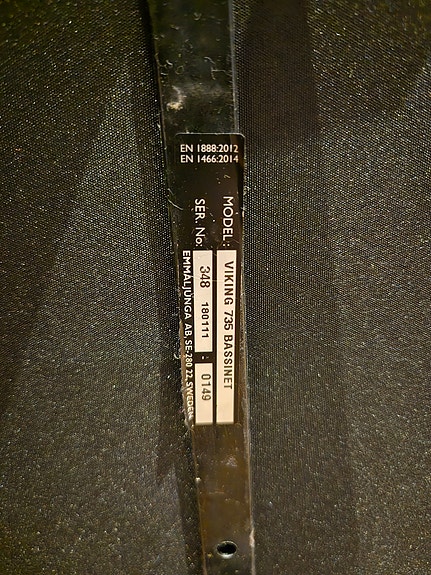 EN 1888:2012
EN 1466:2014
MODEL: VIKING 735 BASSINET
SER. No: 348 180111 : 0149
EMMALJUNGA AB, SE-280 22, SWEDEN